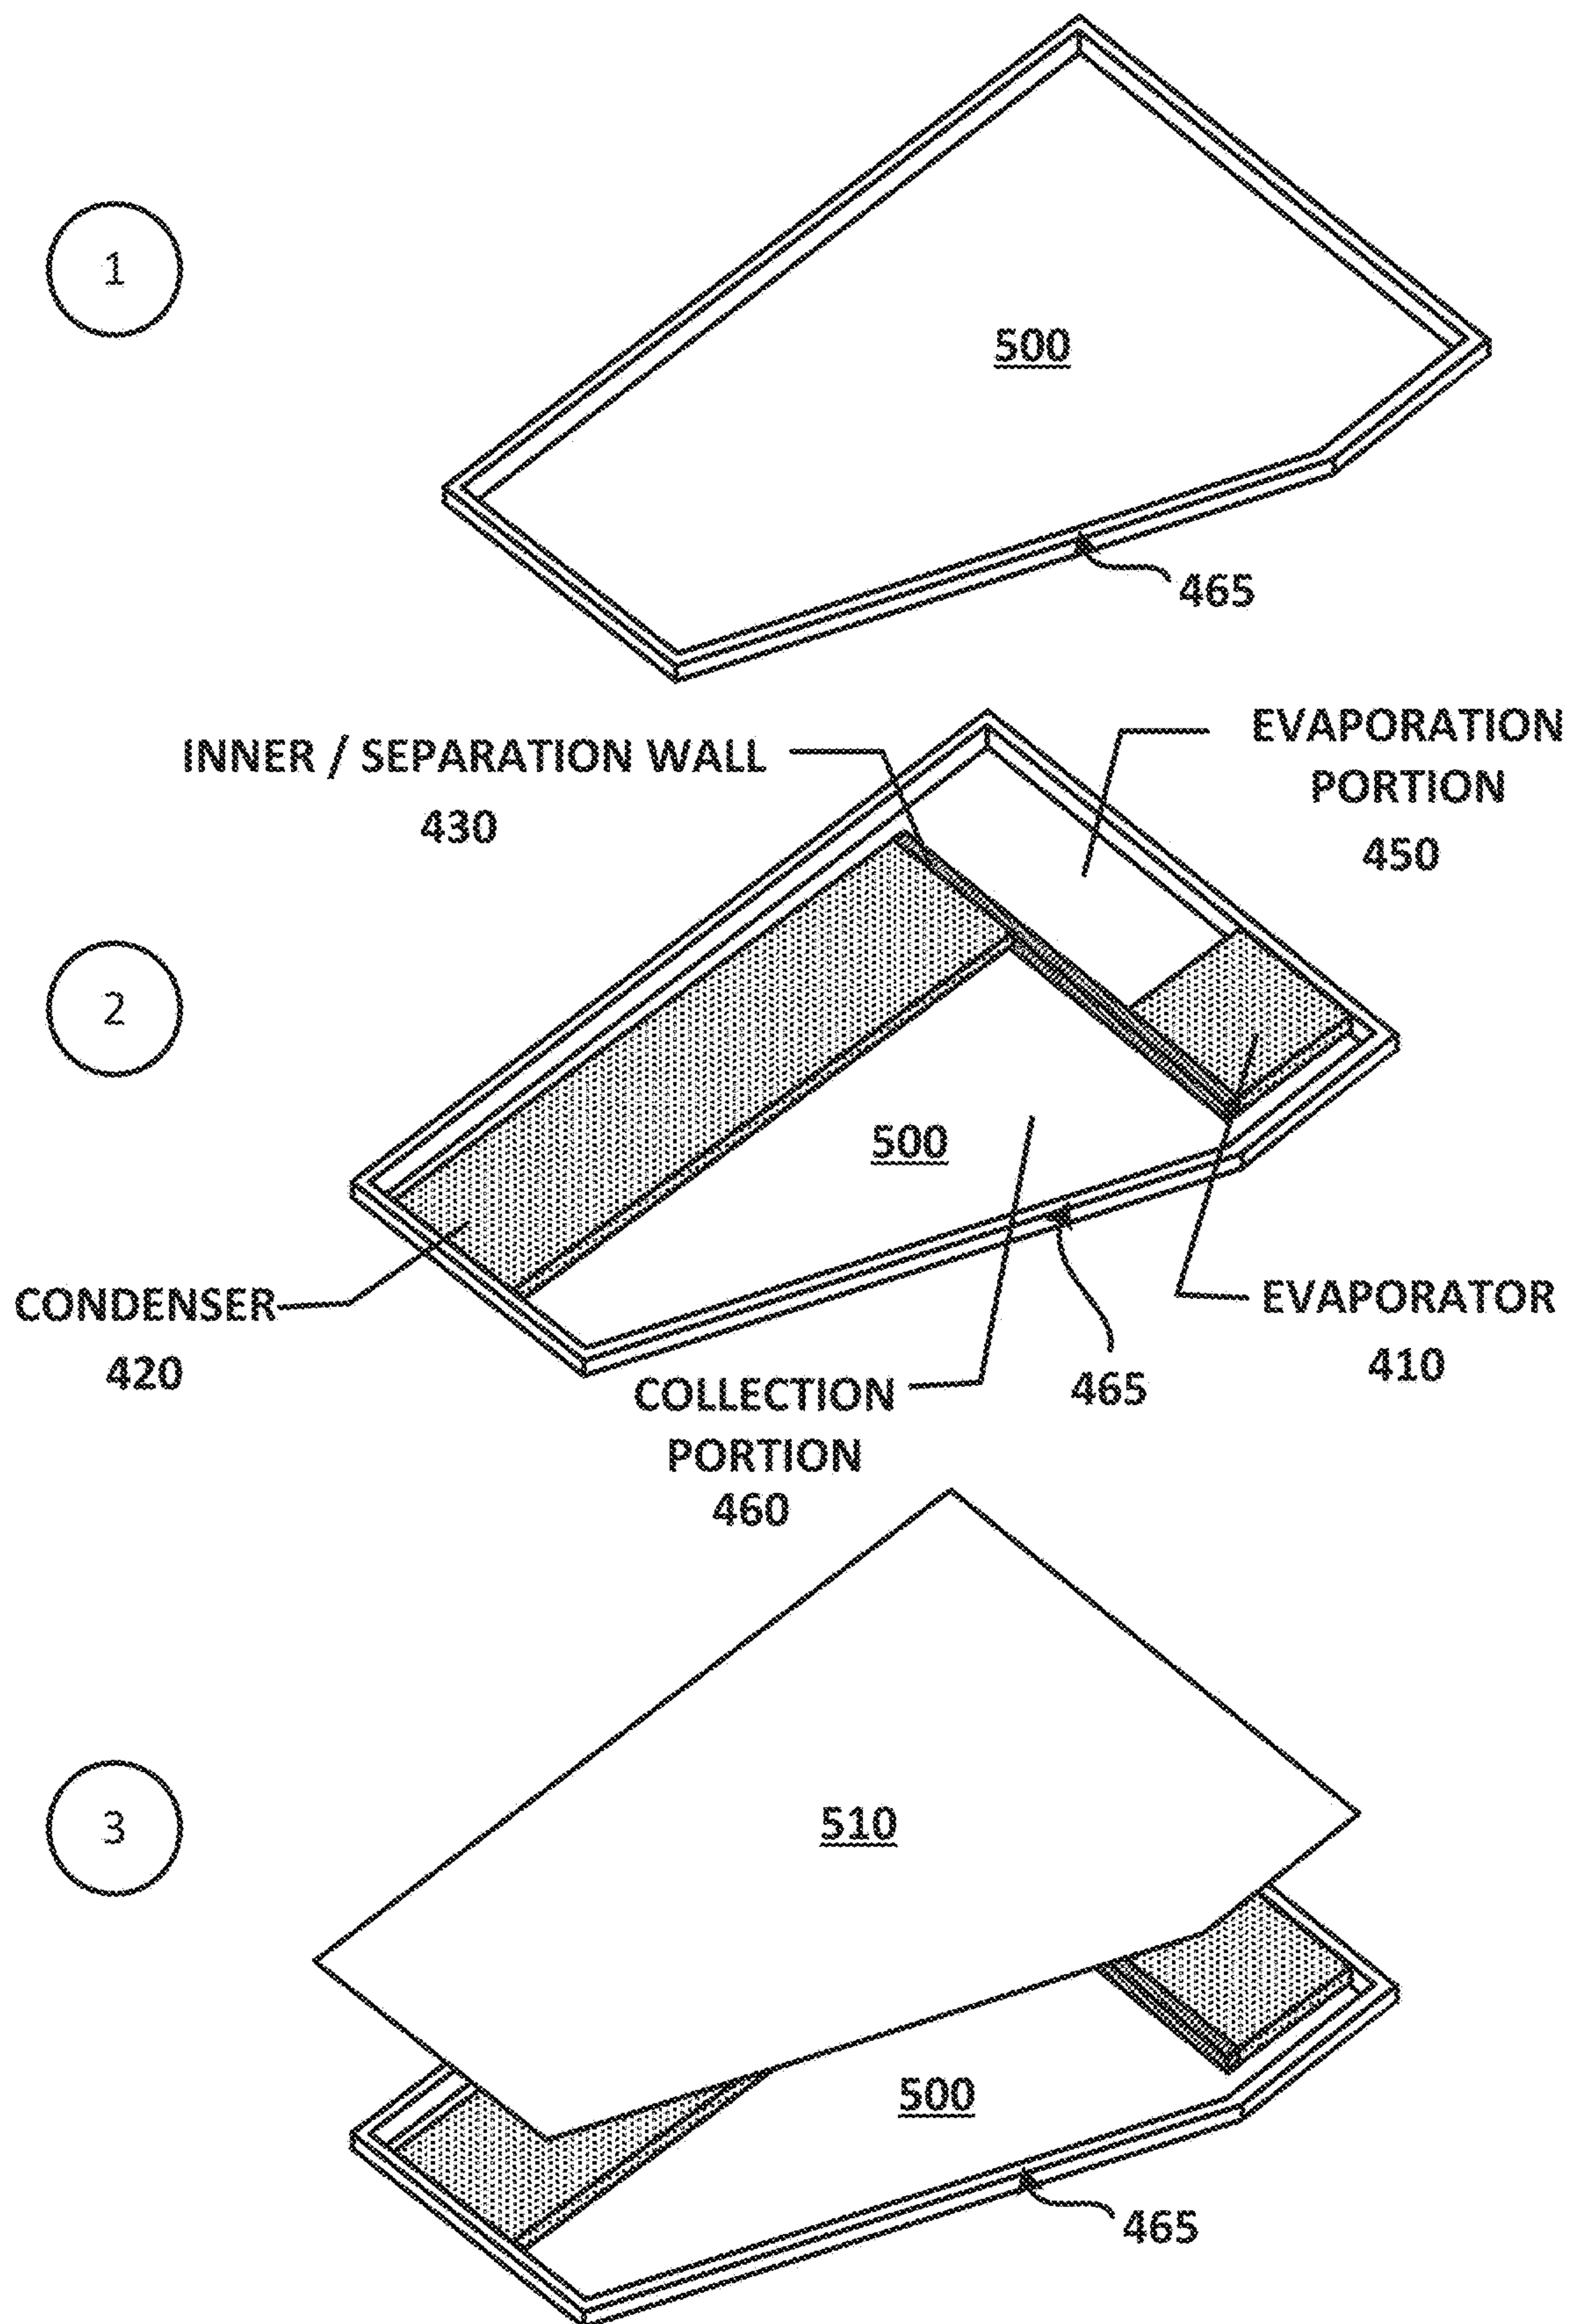 1
500
465
INNER / SEPARATION WALL
430
EVAPORATION
PORTION
450
2
500
CONDENSER
420
COLLECTION
PORTION
460
465
EVAPORATOR
410
3
510
500
465